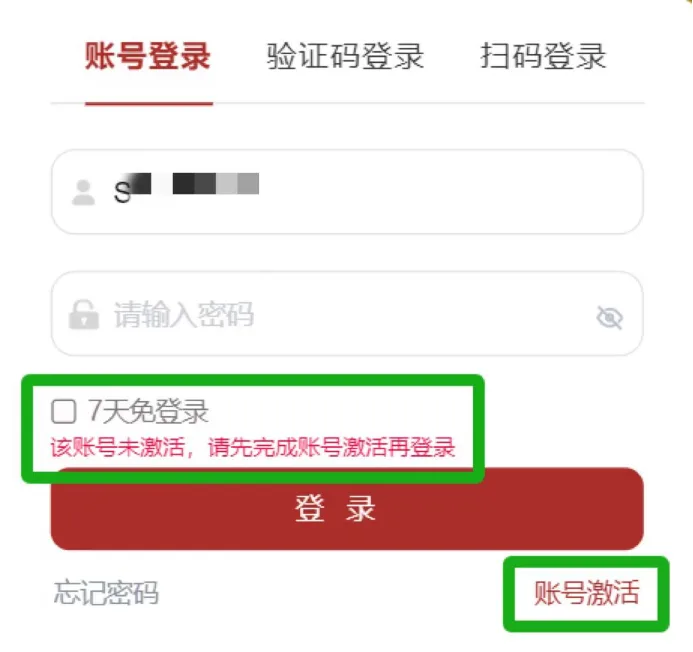 账号登录 验证码登录 扫码登录
S
请输入密码
7天免登录
该账号未激活，请先完成账号激活再登录
登 录
忘记密码 账号激活